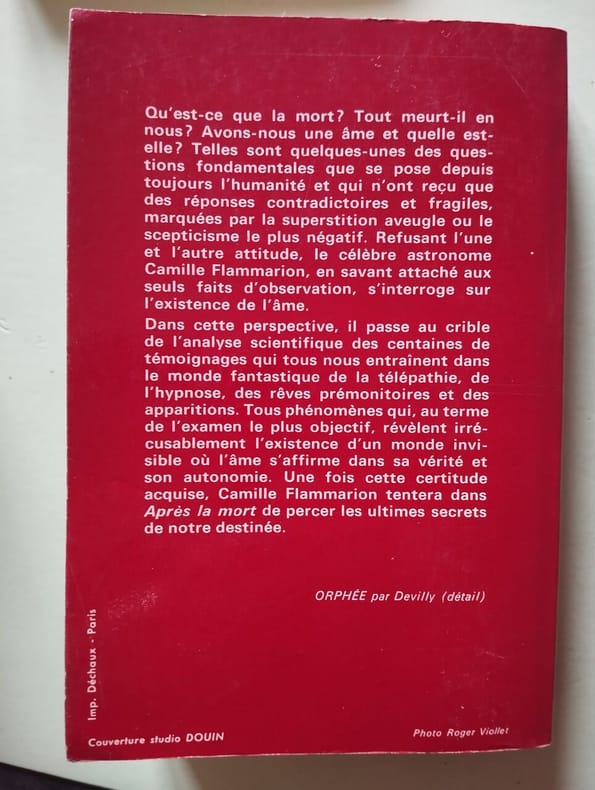 Qu'est-ce que la mort? Tout meurt-il en
nous? Avons-nous une âme et quelle est-
elle? Telles sont quelques-unes des ques-
tions fondamentales que se pose depuis
toujours l'humanité et qui n'ont reçu que
des réponses contradictoires et fragiles,
marquées par la superstition aveugle ou le
scepticisme le plus négatif. Refusant l'une
et l'autre attitude, le célèbre astronome
Camille Flammarion, en savant attaché aux
seuls faits d'observation, s'interroge sur
l'existence de l'âme.
Dans cette perspective, il passe au crible
de l'analyse scientifique des centaines de
témoignages qui tous nous entraînent dans
le monde fantastique de la télépathie, de
l'hypnose, des rêves prémonitoires et des
apparitions. Tous phénomènes qui, au terme
de l'examen le plus objectif, révèlent irré-
cusablement l'existence d'un monde invi-
sible où l'âme s'affirme dans sa vérité et
son autonomie. Une fois cette certitude
acquise, Camille Flammarion tentera dans
Après la mort de percer les ultimes secrets
de notre destinée.
ORPHÉE par Devilly (détail)
Imp. Déchaux - Paris
Couverture studio DOUIN
Photo Roger Viollet